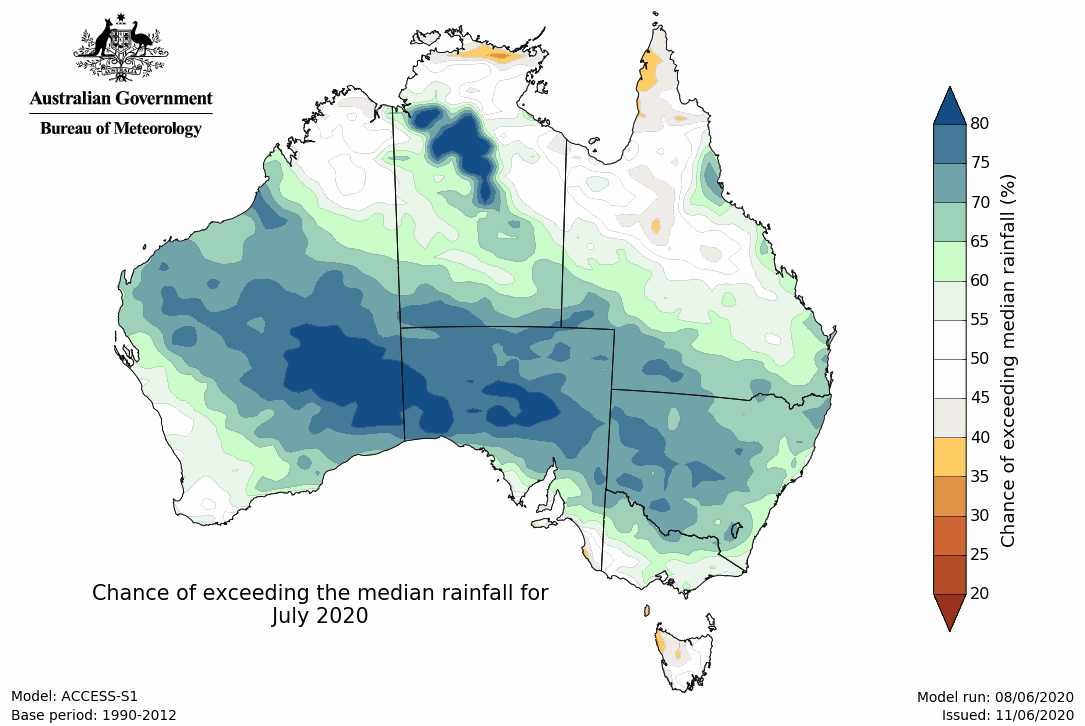 AUSTRALIA
Australian Government
Bureau of Meteorology
80
75
70
65
60
55
50
45
40
35
30
25
20
Chance of exceeding median rainfall (%)
Chance of exceeding the median rainfall for
July 2020
Model: ACCESS-S1
Base period: 1990-2012
Model run: 08/06/2020
Issued: 11/06/2020